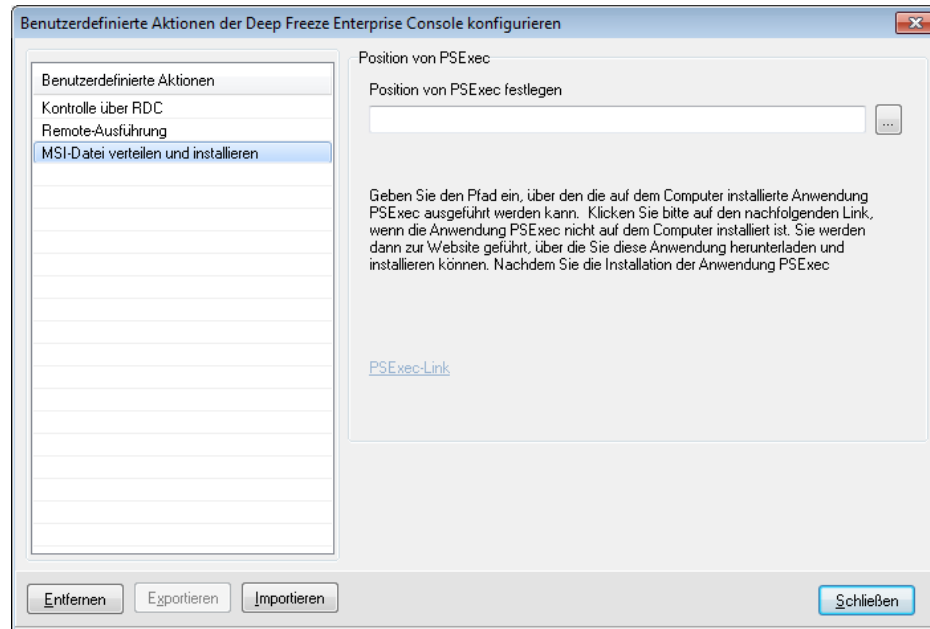 Benutzerdefinierte Aktionen der Deep Freeze Enterprise Console konfigurieren
Benutzerdefinierte Aktionen
Kontrolle über RDC
Remote-Ausführung
MSI-Datei verteilen und installieren
Position von PSExec
Position von PSExec festlegen
...
Geben Sie den Pfad ein, über den die auf dem Computer installierte Anwendung
PSExec ausgeführt werden kann. Klicken Sie bitte auf den nachfolgenden Link,
wenn die Anwendung PSExec nicht auf dem Computer installiert ist. Sie werden
dann zur Website geführt, über die Sie diese Anwendung herunterladen und
installieren können. Nachdem Sie die Installation der Anwendung PSExec
PSExec-Link
Entfernen
Exportieren
Importieren
Schließen